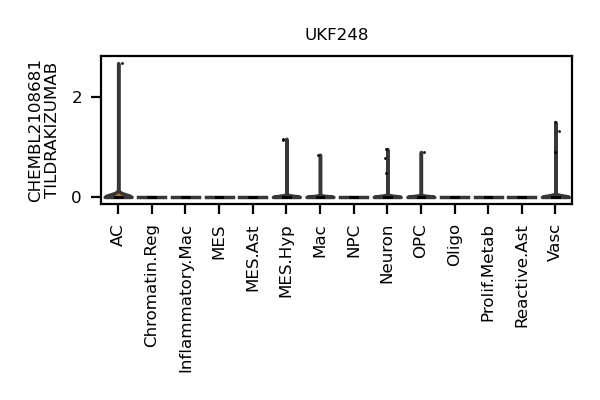 UKF248
CHEMBL2108681
TILDRAKIZUMAB
2
0
AC
Chromatin.Reg
Inflammatory.Mac
MES
MES.Ast
MES.Hyp
Mac
NPC
Neuron
OPC
Oligo
Prolif.Metab
Reactive.Ast
Vasc